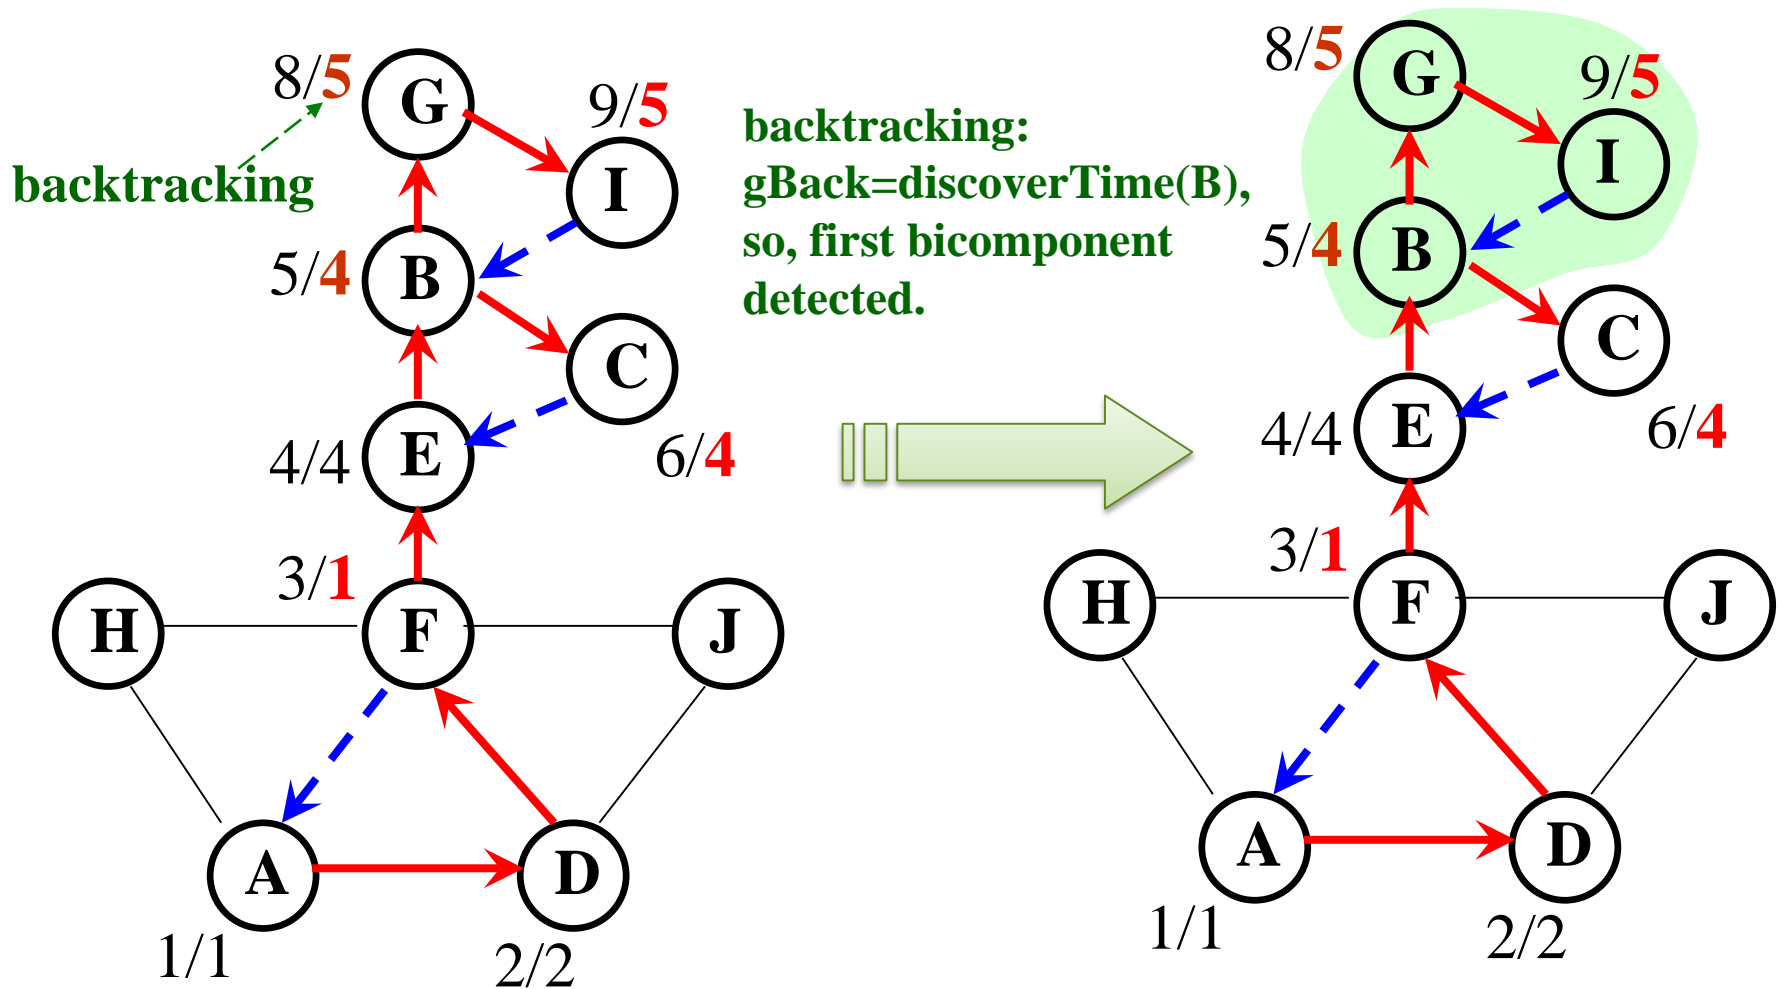 8/5
G
9/5
backtracking
I
5/4
B
C
4/4
E
6/4
3/1
H
F
J
A
D
1/1
2/2
backtracking:
gBack=discoverTime(B),
so, first bicomponent
detected.
8/5
G
9/5
I
5/4
B
C
4/4
E
6/4
3/1
H
F
J
A
D
1/1
2/2